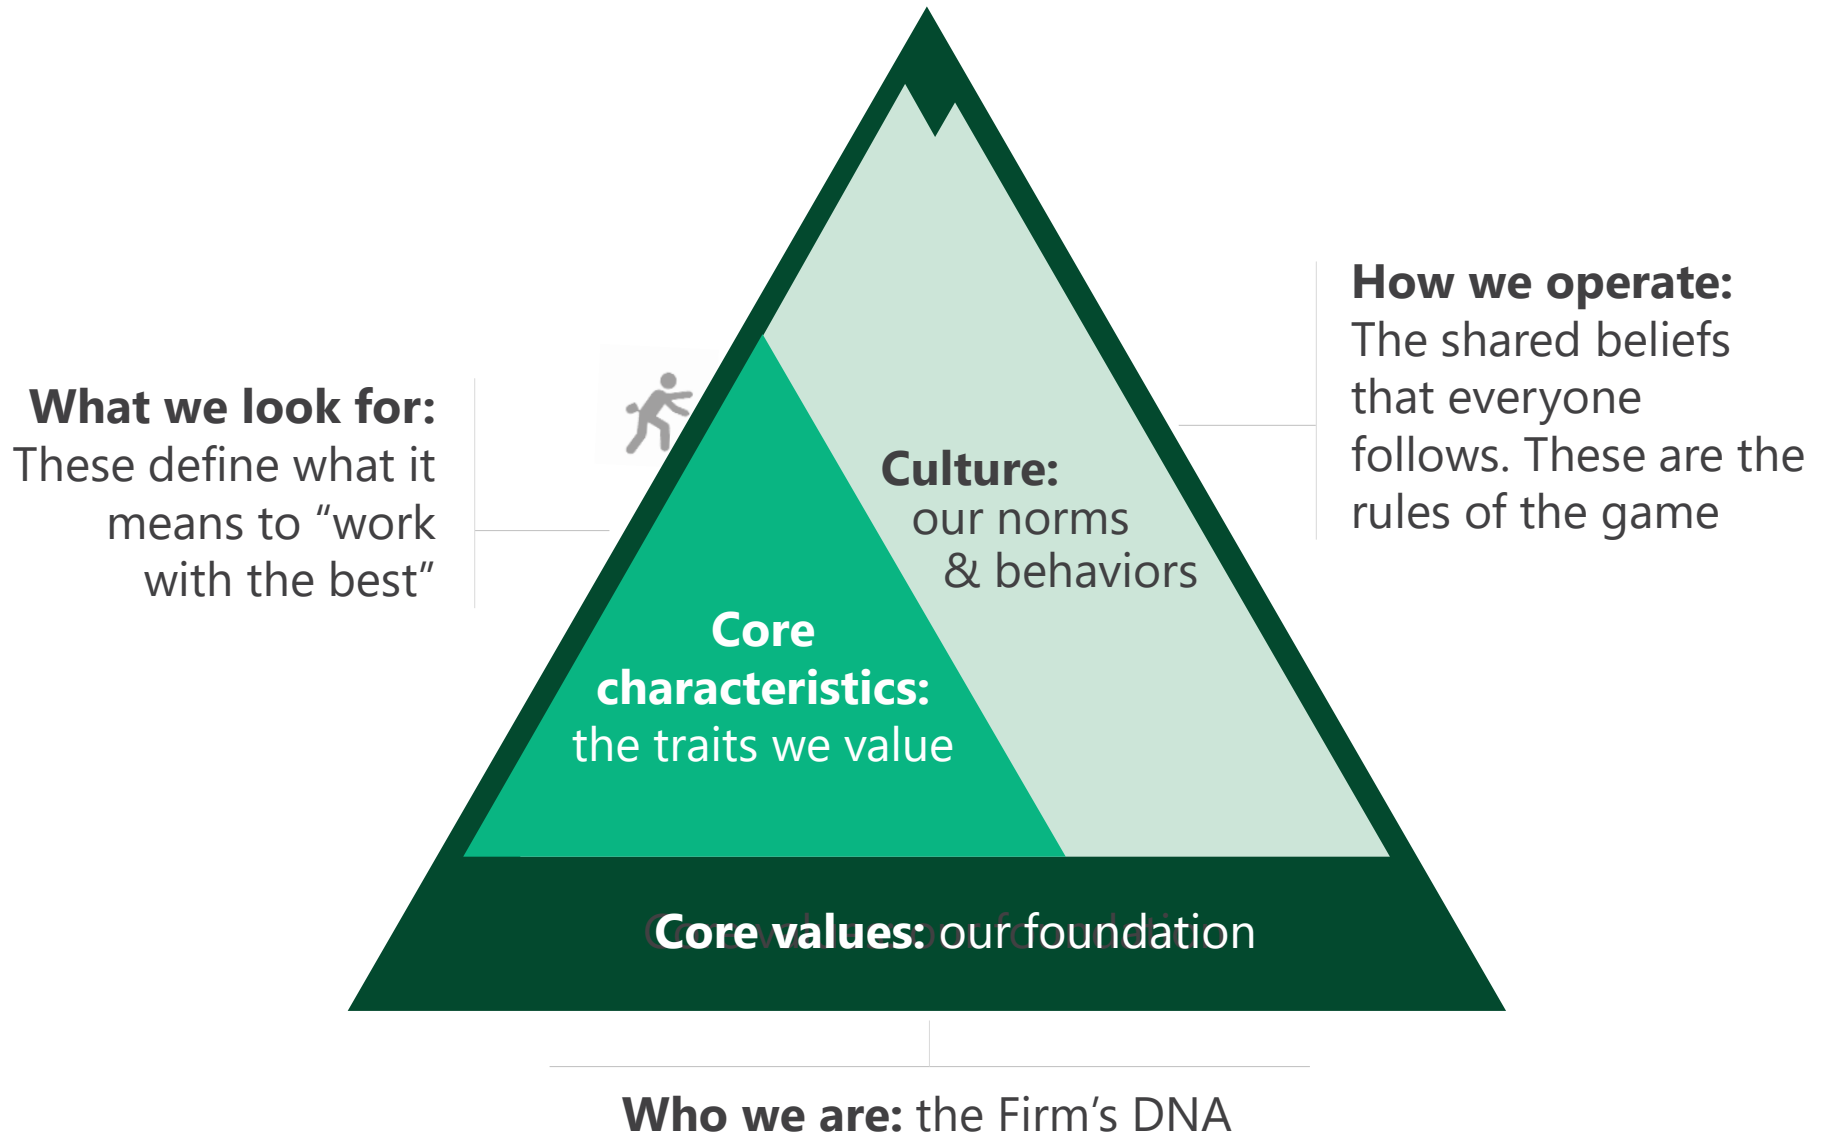 What we look for:
These define what it
means to “work
with the best”
How we operate:
The shared beliefs
that everyone
follows. These are the
rules of the game
Culture:
our norms
& behaviors
Core
characteristics:
the traits we value
Core values: our foundation
Who we are: the Firm’s DNA